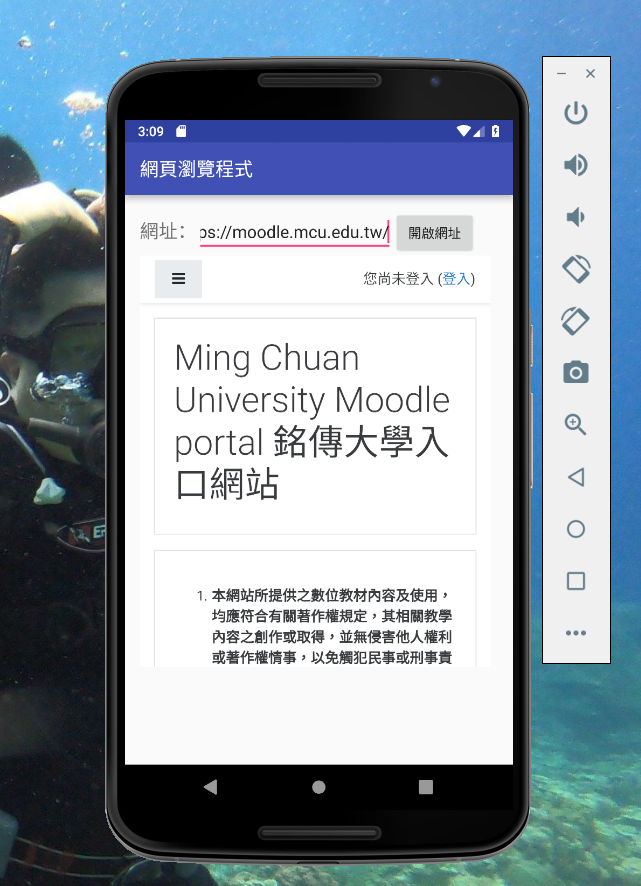 3:09
網頁瀏覽程式
網址： ps://moodle.mcu.edu.tw/ 開啟網址
您尚未登入 (登入)
Ming Chuan
University Moodle
portal 銘傳大學入
口網站
1. 本網站所提供之數位教材內容及使用，
均應符合有關著作權規定，其相關教學
內容之創作或取得，並無侵害他人權利
或著作權情事，以免觸犯民事或刑事責